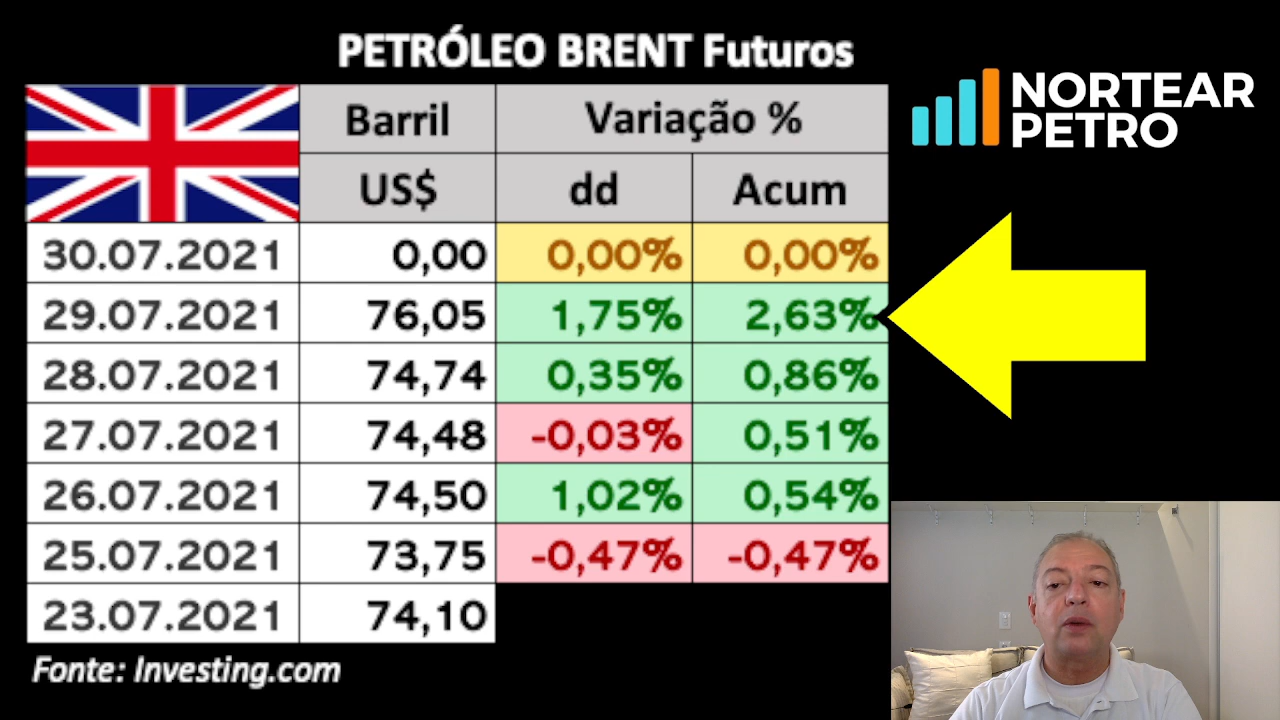 PETRÓLEO BRENT Futuros
NORTEAR
PETRO
Barril Variação %
US$ dd Acum
30.07.2021 0,00 0,00% 0,00%
29.07.2021 76,05 1,75% 2,63%
28.07.2021 74,74 0,35% 0,86%
27.07.2021 74,48 -0,03% 0,51%
26.07.2021 74,50 1,02% 0,54%
25.07.2021 73,75 -0,47% -0,47%
23.07.2021 74,10
Fonte: Investing.com